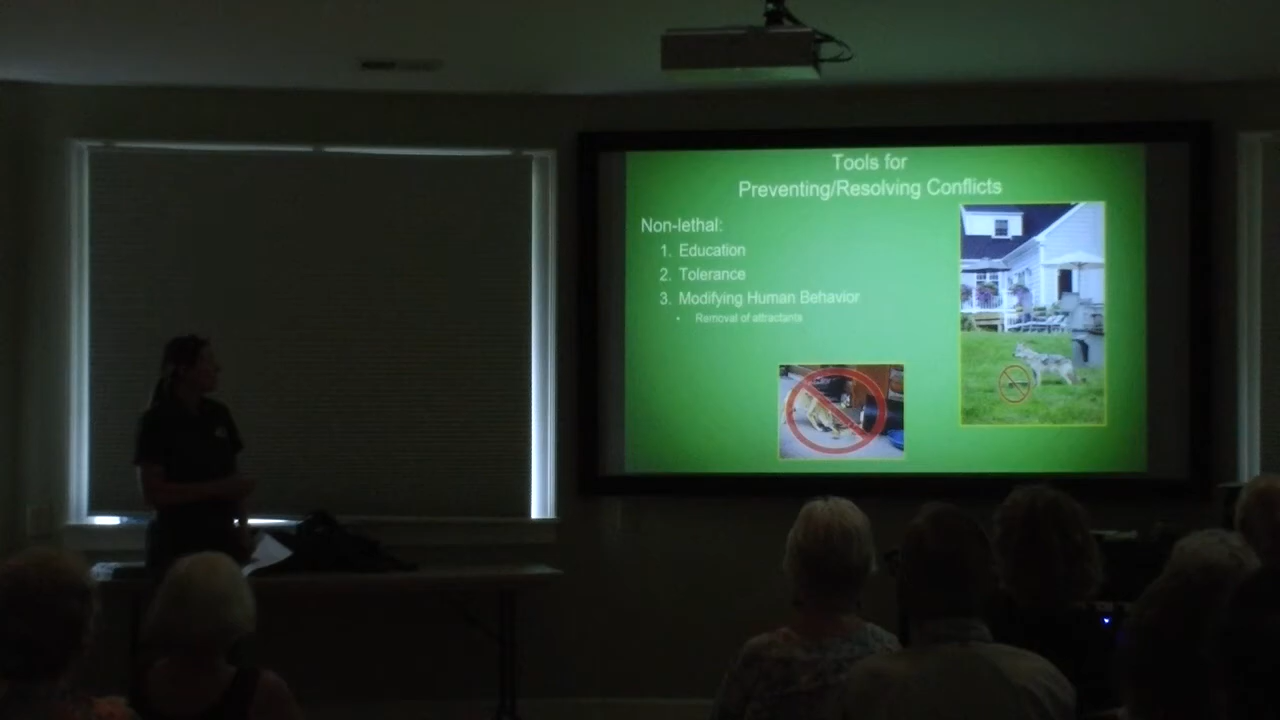 Tools for
Preventing/Resolving Conflicts
Non-lethal:
1. Education
2. Tolerance
3. Modifying Human Behavior
• Removal of attractants